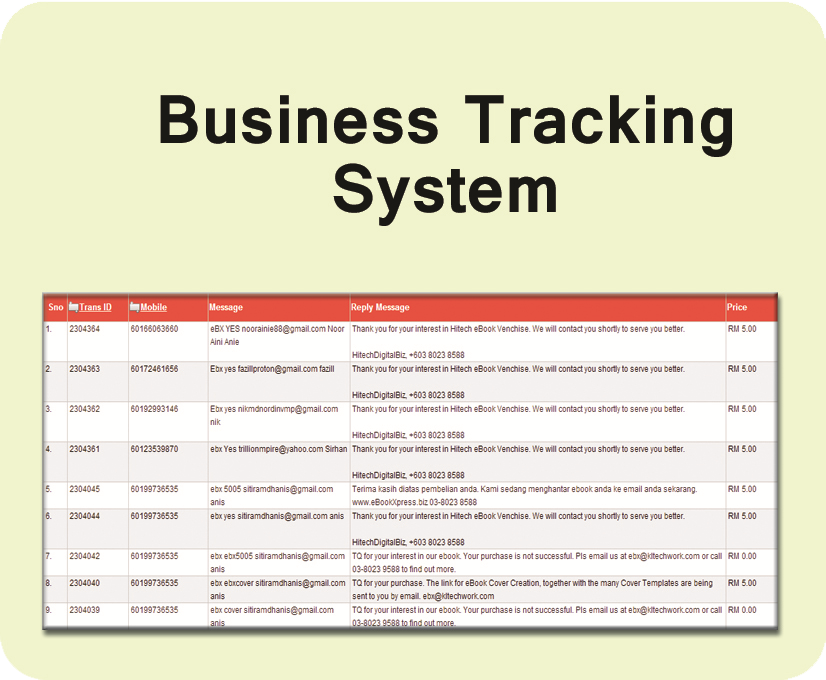 Business Tracking
System
Sno Trans ID Mobile Message Reply Message Price
1. 2304364 60166063660 eBX YES noorainie88@gmail.com Noor Thank you for your interest in Hitech eBook Venchise. We will contact you shortly to serve you better. RM 5.00
Aini Anie
HitechDigitalBiz, +603 8023 8588
2. 2304363 60172461656 Ebx yes fazillproton@gmail.com fazill Thank you for your interest in Hitech eBook Venchise. We will contact you shortly to serve you better. RM 5.00
HitechDigitalBiz, +603 8023 8588
3. 2304362 60192993146 Ebx yes nikmdnordinvmp@gmail.com Thank you for your interest in Hitech eBook Venchise. We will contact you shortly to serve you better. RM 5.00
nik
HitechDigitalBiz, +603 8023 8588
4. 2304361 60123539870 ebx Yes trillionmpire@yahoo.com Sirhan Thank you for your interest in Hitech eBook Venchise. We will contact you shortly to serve you better. RM 5.00
HitechDigitalBiz, +603 8023 8588
5. 2304045 60199736535 ebx 5005 sitiramdhanis@gmail.com Terima kasih diatas pembelian anda. Kami sedang menghantar ebook anda ke email anda sekarang. RM 5.00
anis www.eBookXpress.biz 03-8023 8588
6. 2304044 60199736535 ebx yes sitiramdhanis@gmail.com anis Thank you for your interest in Hitech eBook Venchise. We will contact you shortly to serve you better. RM 5.00
HitechDigitalBiz, +603 8023 8588
7. 2304042 60199736535 ebx ebx5005 sitiramdhanis@gmail.com TQ for your interest in our ebook. Your purchase is not successful. Pls email us at ebx@kltechwork.com or call RM 0.00
anis 03-8023 9588 to find out more.
8. 2304040 60199736535 ebx ebxcover sitiramdhanis@gmail.com TQ for your purchase. The link for eBook Cover Creation, together with the many Cover Templates are being RM 5.00
anis sent to you by email. ebx@kltechwork.com
9. 2304039 60199736535 ebx cover sitiramdhanis@gmail.com TQ for your interest in our ebook. Your purchase is not successful. Pls email us at ebx@kltechwork.com or call RM 0.00
anis 03-8023 9588 to find out more.